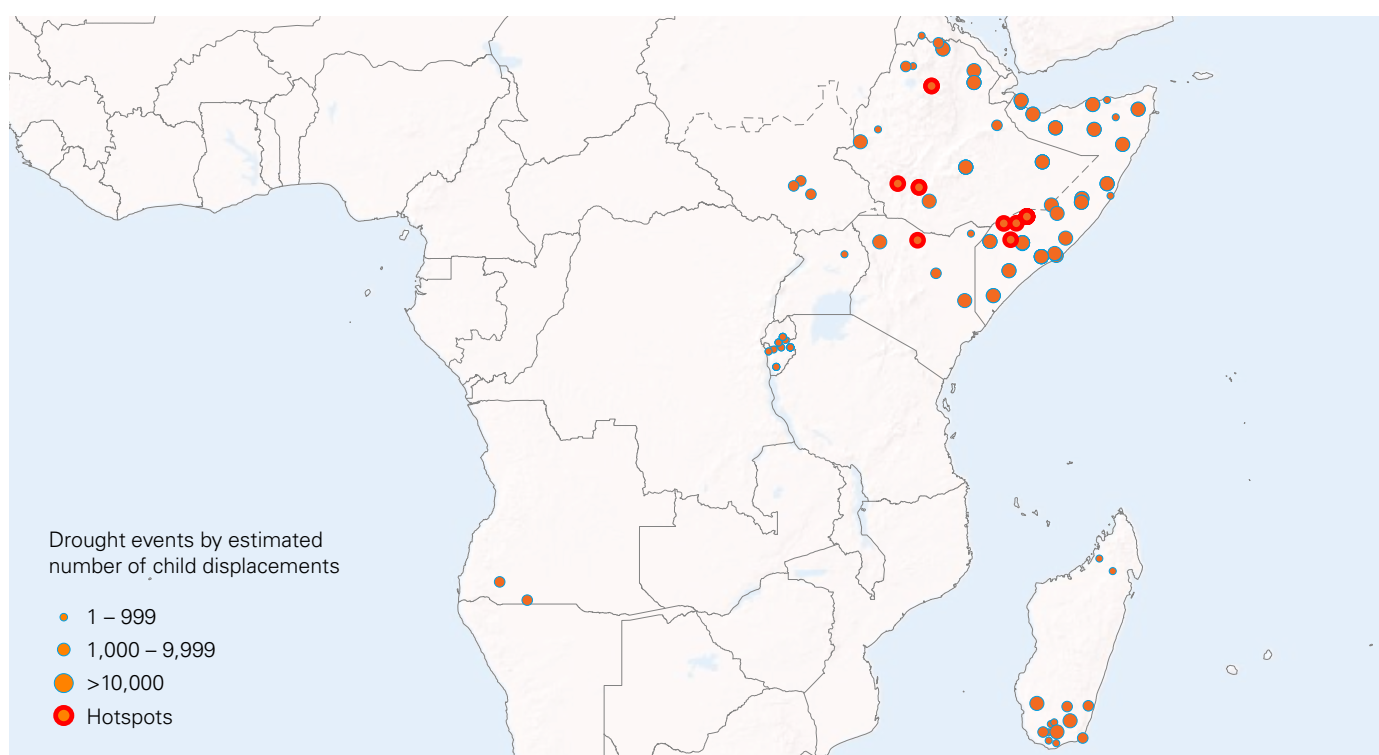 Drought events by estimated
number of child displacements
1 – 999
1,000 – 9,999
>10,000
Hotspots